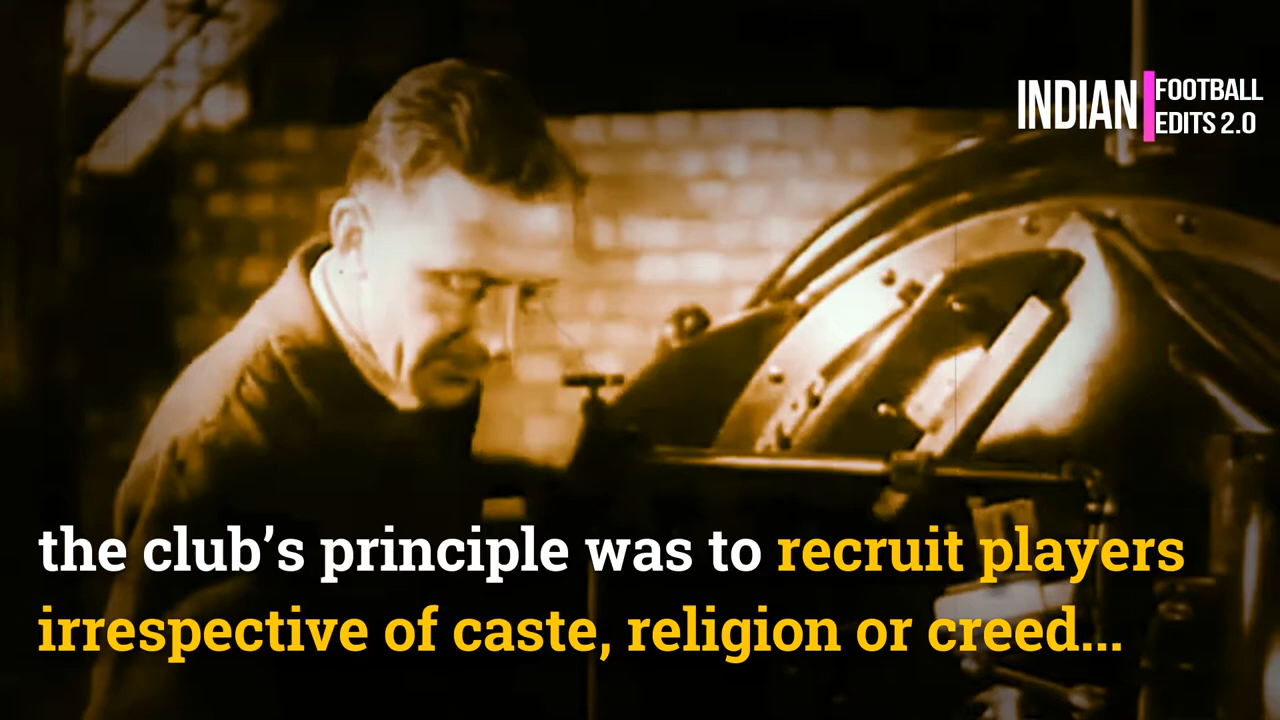 INDIAN FOOTBALL
EDITS 2.0
the club’s principle was to recruit players
irrespective of caste, religion or creed...